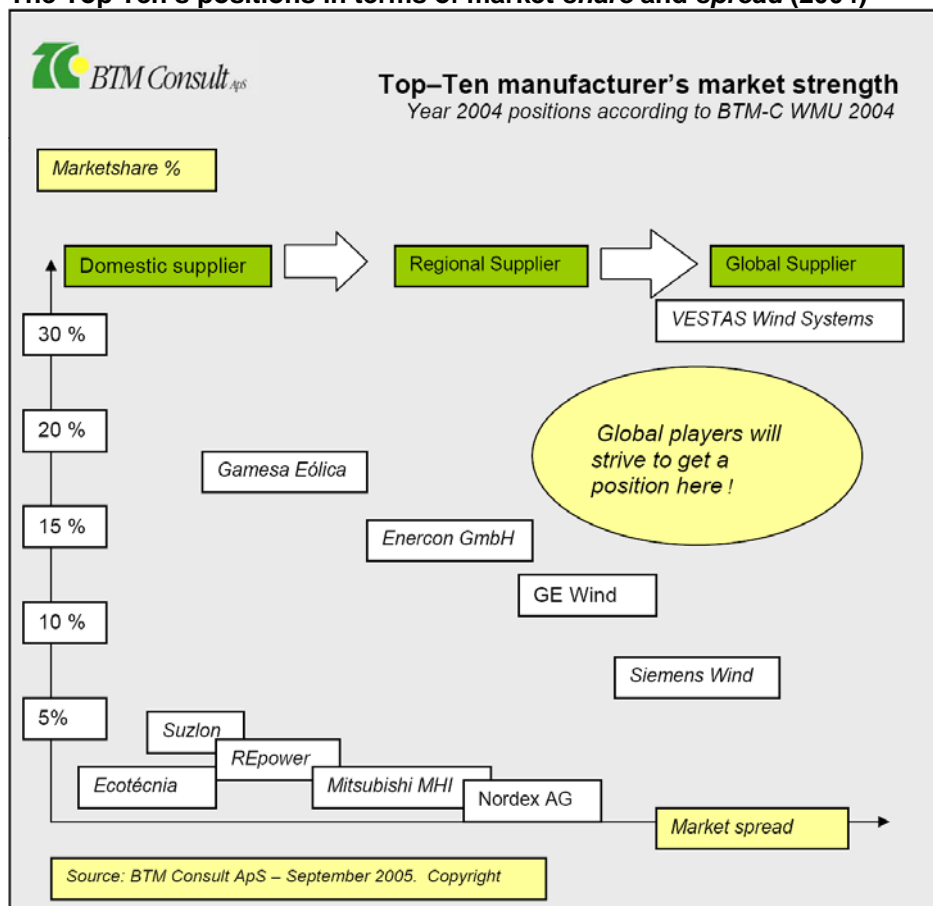 The Top Ten's positions in terms of market share and spread (2004)
BTM Consult ApS
Top–Ten manufacturer's market strength
Year 2004 positions according to BTM-C WMU 2004
Marketshare %
Domestic supplier
Regional Supplier
Global Supplier
VESTAS Wind Systems
30 %
Global players will
strive to get a
position here !
20 %
Gamesa Eólica
15 %
Enercon GmbH
GE Wind
10 %
Siemens Wind
5%
Suzlon
REpower
Ecotécnia
Mitsubishi MHI
Nordex AG
Market spread
Source: BTM Consult ApS – September 2005. Copyright